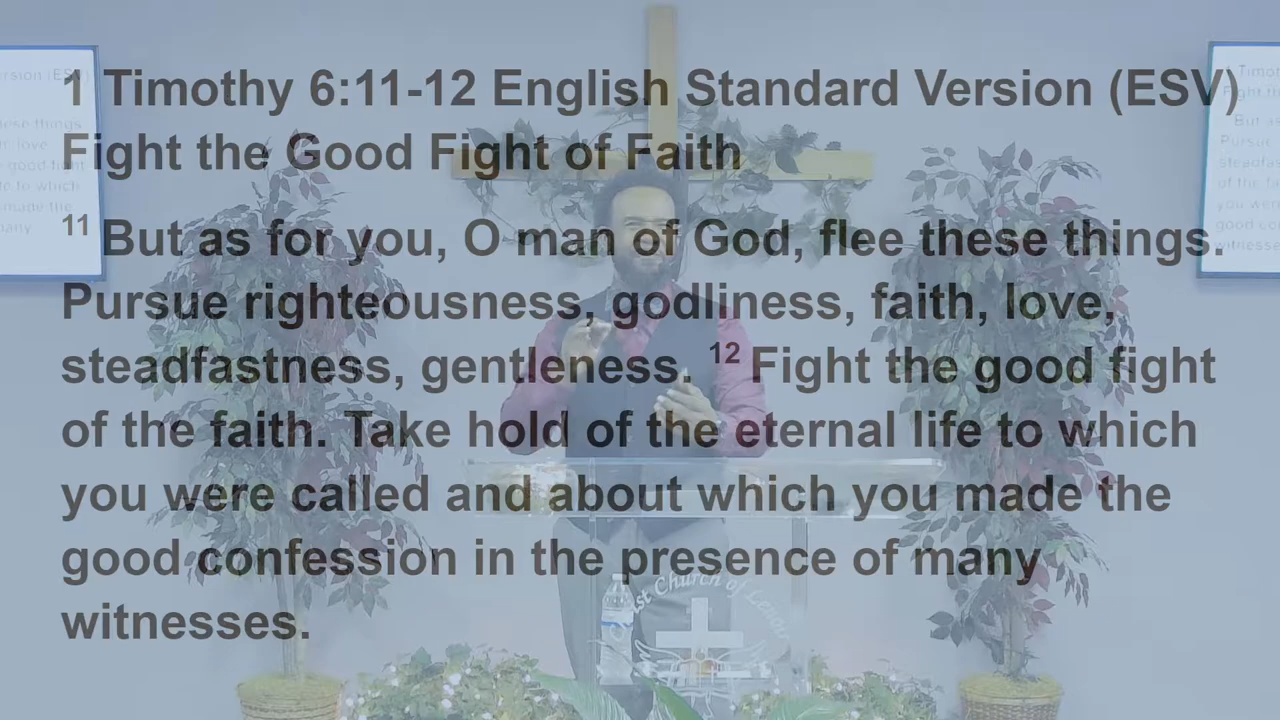 1 Timothy 6:11-12 English Standard Version (ESV)
Fight the Good Fight of Faith
11 But as for you, O man of God, flee these things.
Pursue righteousness, godliness, faith, love,
steadfastness, gentleness. 12 Fight the good fight
of the faith. Take hold of the eternal life to which
you were called and about which you made the
good confession in the presence of many
witnesses.
Church of